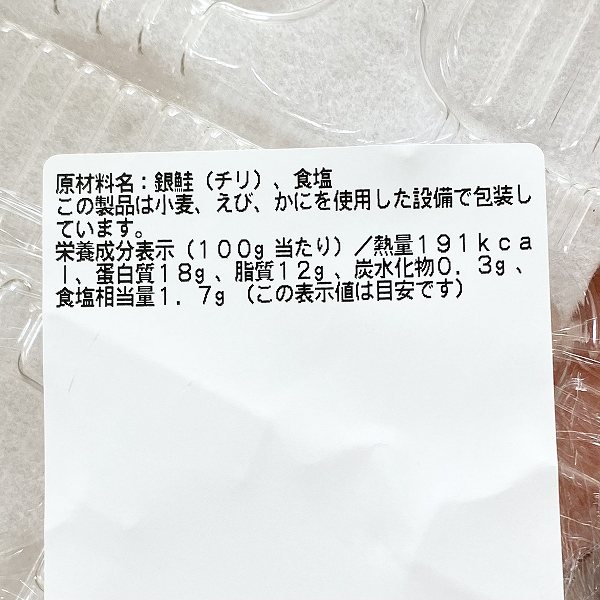 原材料名：銀鮭（チリ）、食塩
この製品は小麦、えび、かにを使用した設備で包装し
ています。
栄養成分表示（１００ｇ当たり）／熱量１９１ｋｃａ
ｌ、蛋白質１８ｇ、脂質１２ｇ、炭水化物０．３ｇ、
食塩相当量１．７ｇ（この表示値は目安です）